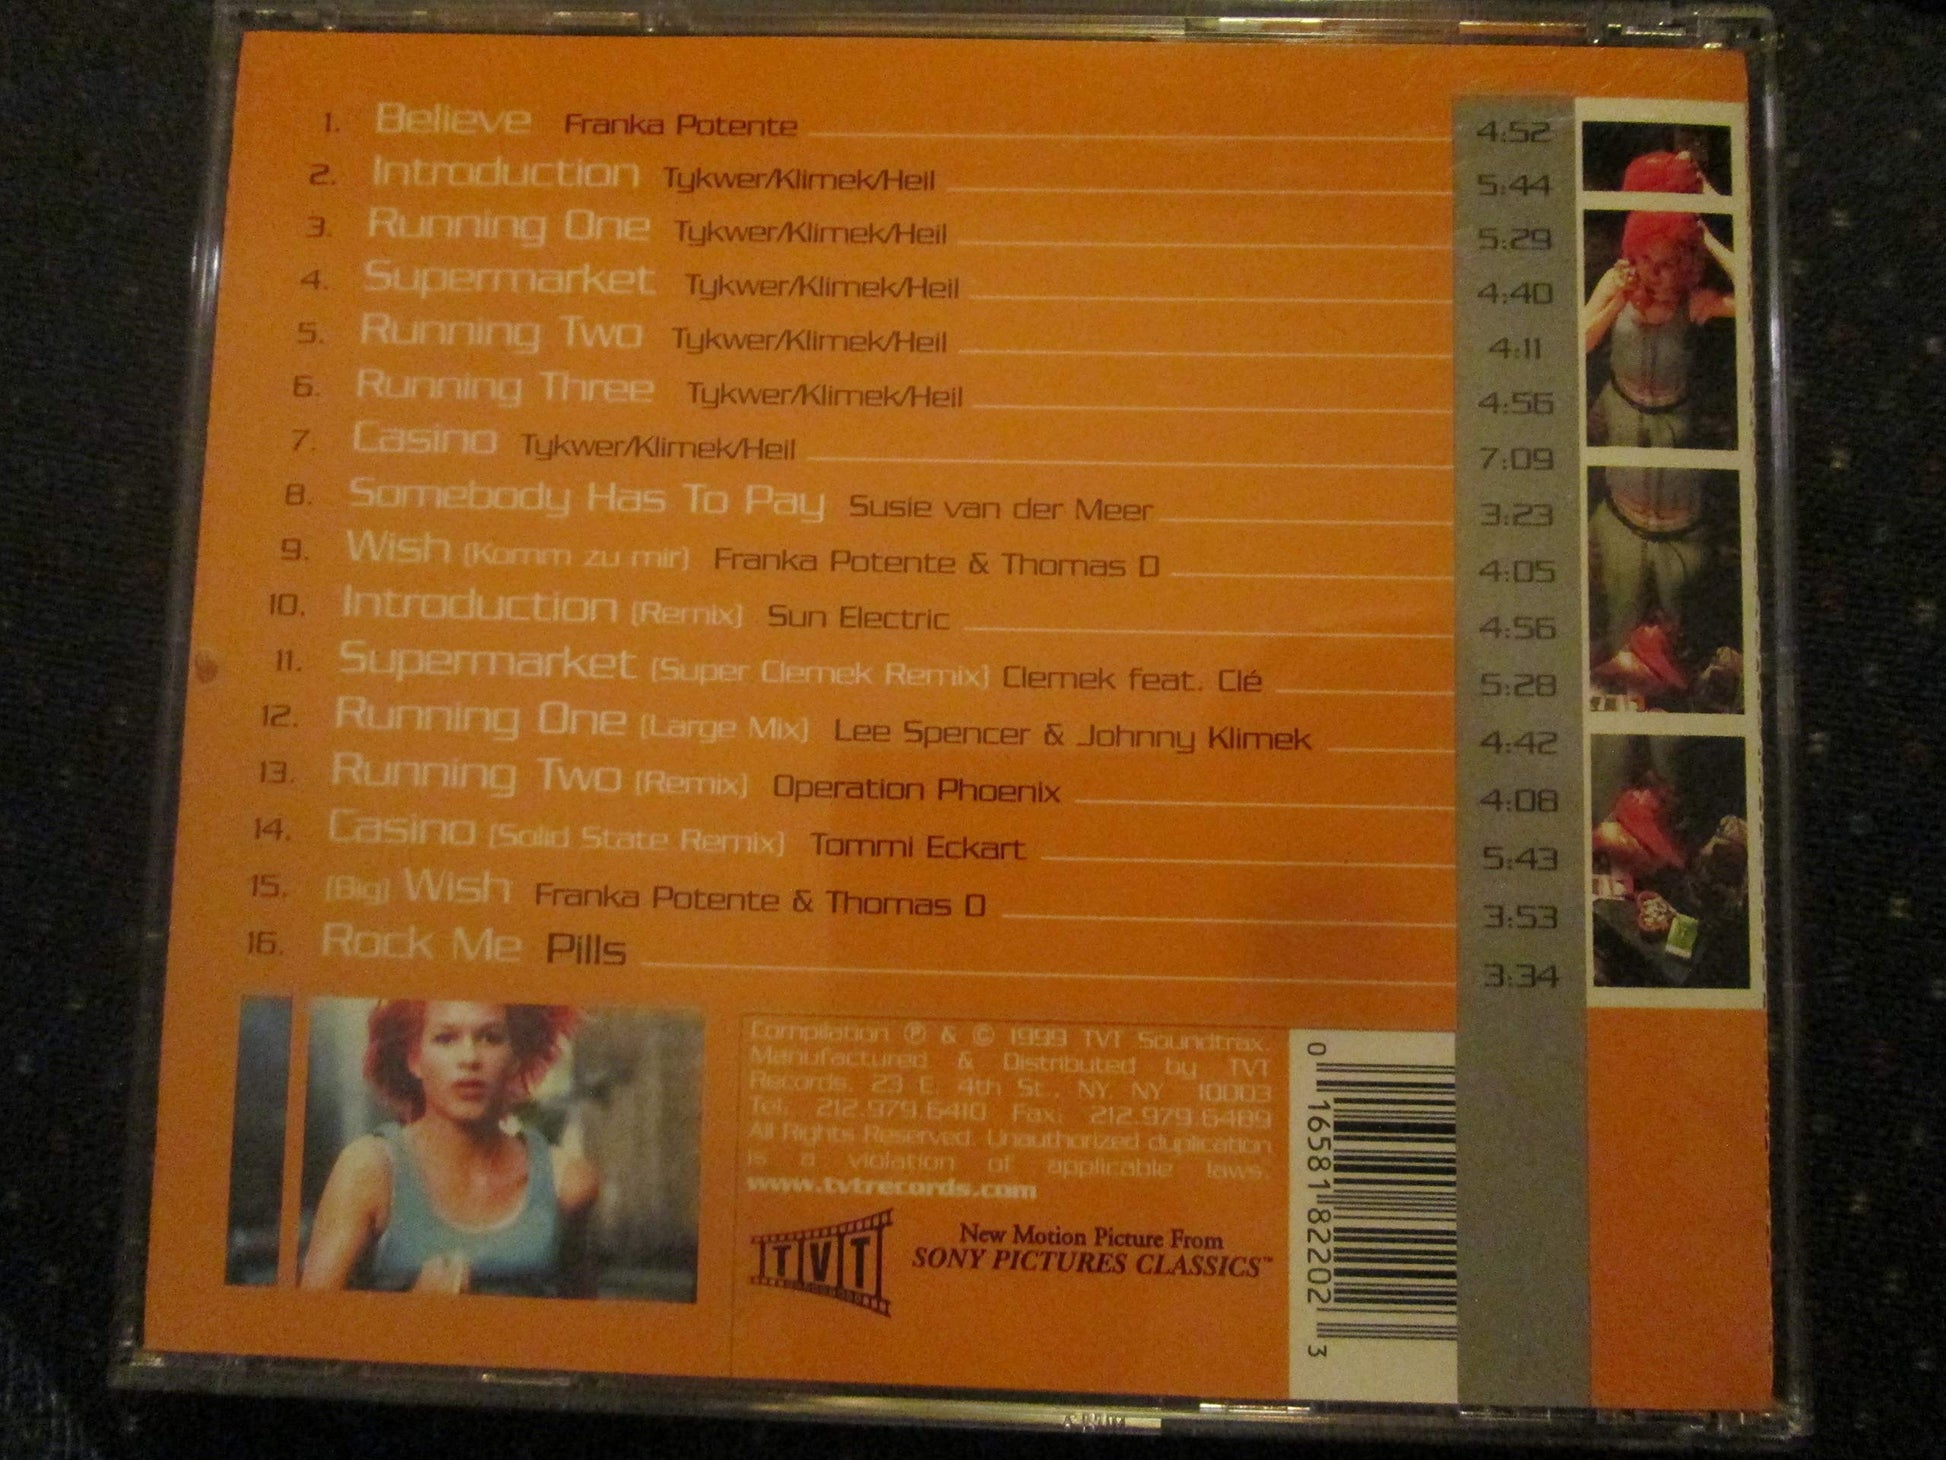 1. Believe Franka Potente 4:52
2. Introduction Tykwer/Klimek/Heil 5:44
3. Running One Tykwer/Klimek/Heil 5:29
4. Supermarket Tykwer/Klimek/Heil 4:40
5. Running Two Tykwer/Klimek/Heil 4:11
6. Running Three Tykwer/Klimek/Heil 4:56
7. Casino Tykwer/Klimek/Heil 7:09
8. Somebody Has To Pay Susie van der Meer 3:23
9. Wish (Komm zu mir) Franka Potente & Thomas D 4:05
10. Introduction (Remix) Sun Electric 4:56
11. Supermarket (Super Clemek Remix) Clemek feat. Clé 5:28
12. Running One (Large Mix) Lee Spencer & Johnny Klimek 4:42
13. Running Two (Remix) Operation Phoenix 4:08
14. Casino (Solid State Remix) Tommi Eckart 5:43
15. (Big) Wish Franka Potente & Thomas D 3:53
16. Rock Me Pills 3:34
Compilation ℗ & © 1999 TVT Soundtrax.
Manufactured & Distributed by TVT
Records, 23 E. 4th St., NY, NY 10003
Tel: 212.979.6410 Fax: 212.979.6489
All Rights Reserved. Unauthorized duplication
is a violation of applicable laws.
www.tvtrecords.com
TVT
New Motion Picture From
SONY PICTURES CLASSICS™
0 16581 82202 3